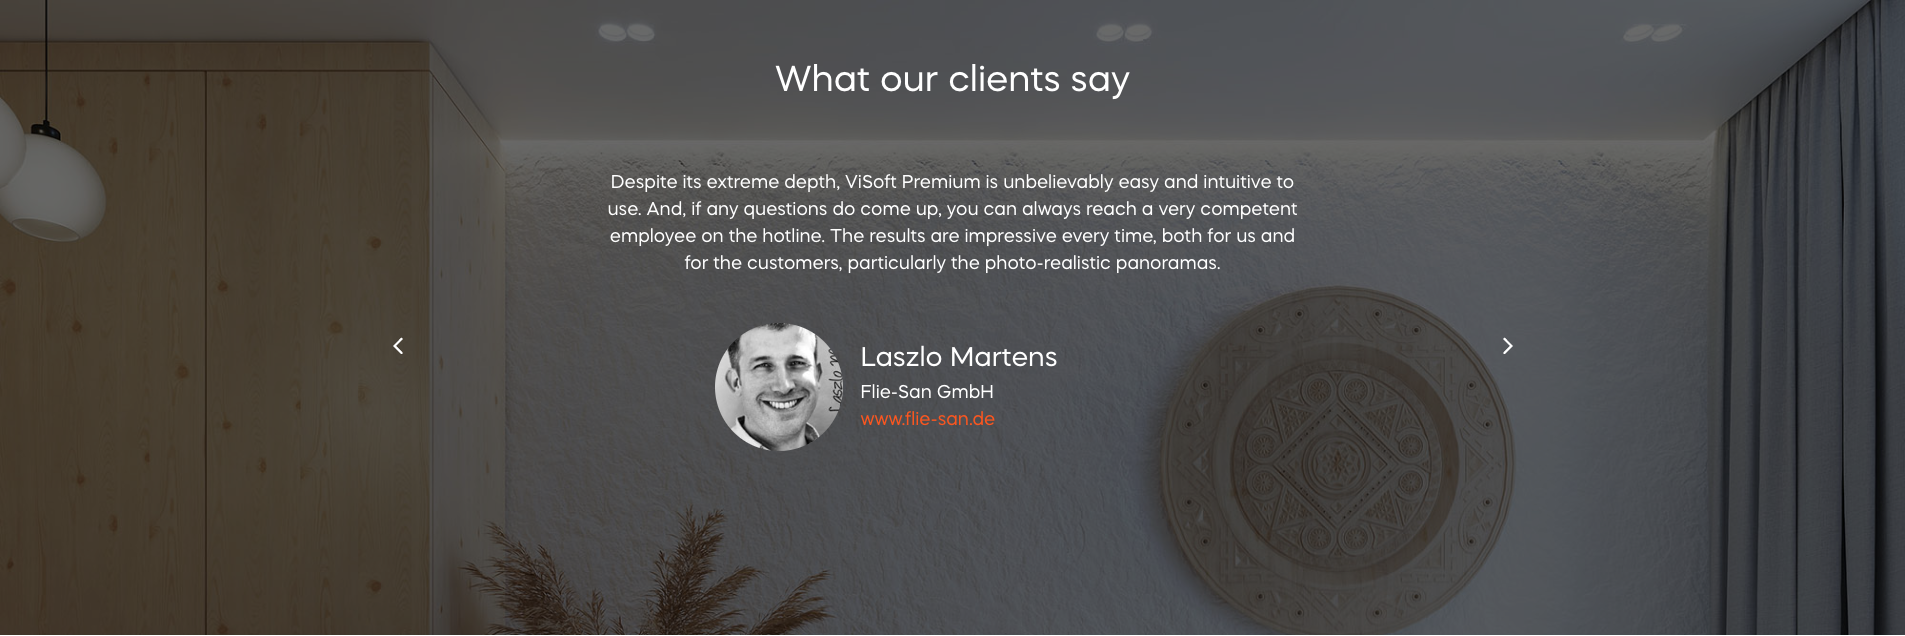 What our clients say
Despite its extreme depth, ViSoft Premium is unbelievably easy and intuitive to
use. And, if any questions do come up, you can always reach a very competent
employee on the hotline. The results are impressive every time, both for us and
for the customers, particularly the photo-realistic panoramas.
Laszlo Martens
Flie-San GmbH
www.flie-san.de